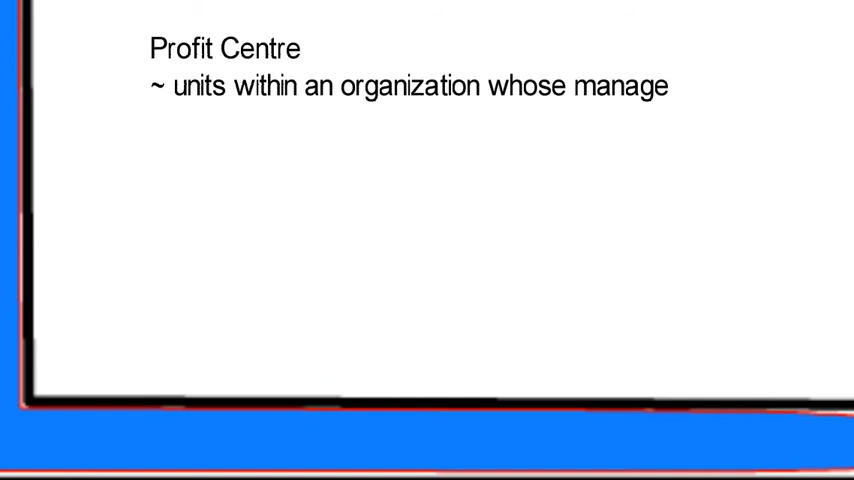 Profit Centre
~ units within an organization whose manage